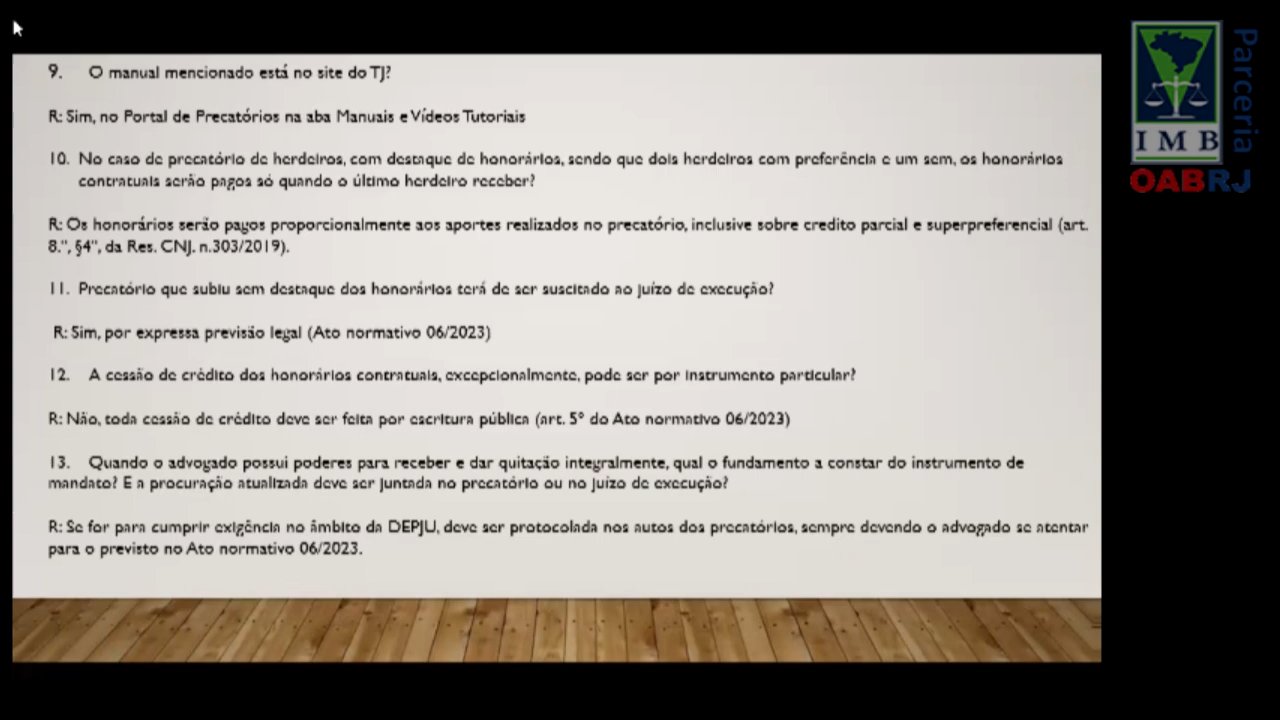 9. O manual mencionado está no site do TJ?
R: Sim, no Portal de Precatórios na aba Manuais e Vídeos Tutoriais
10. No caso de precatório de herdeiros, com destaque de honorários, sendo que dois herdeiros com preferência e um sem, os honorários
contratuais serão pagos só quando o último herdeiro receber?
R: Os honorários serão pagos proporcionalmente aos aportes realizados no precatório, inclusive sobre credito parcial e superpreferencial (art.
8.º, §4º, da Res. CNJ. n.303/2019).
11. Precatório que subiu sem destaque dos honorários terá de ser suscitado ao juízo de execução?
R: Sim, por expressa previsão legal (Ato normativo 06/2023)
12. A cessão de crédito dos honorários contratuais, excepcionalmente, pode ser por instrumento particular?
R: Não, toda cessão de crédito deve ser feita por escritura pública (art. 5º do Ato normativo 06/2023)
13. Quando o advogado possui poderes para receber e dar quitação integralmente, qual o fundamento a constar do instrumento de
mandato? E a procuração atualizada deve ser juntada no precatório ou no juízo de execução?
R: Se for para cumprir exigência no âmbito da DEPJU, deve ser protocolada nos autos dos precatórios, sempre devendo o advogado se atentar
para o previsto no Ato normativo 06/2023.
IMB
OABRJ
Parceria